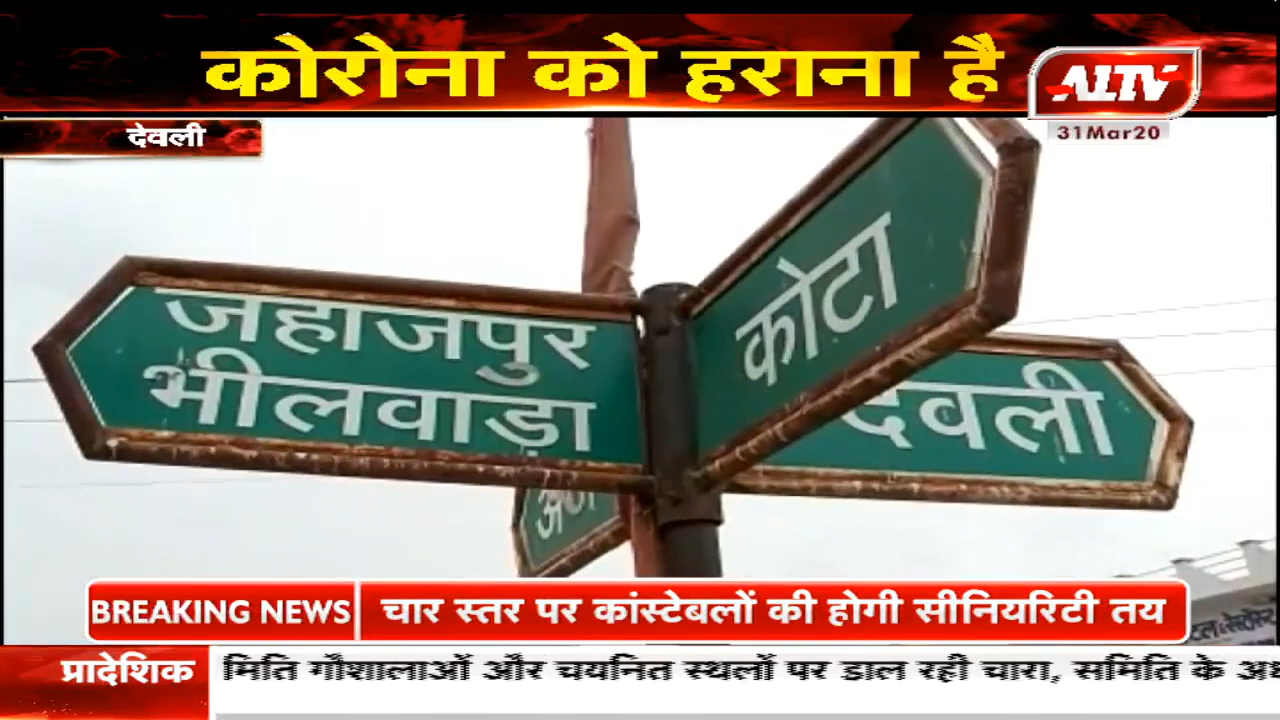 कोरोना को हराना है
ALTV
31Mar20
देवली
जहाजपुर
भीलवाड़ा
कोटा
देवली
BREAKING NEWS
चार स्तर पर कांस्टेबलों की होगी सीनियरिटी तय
प्रादेशिक
मिति गौशालाओं और चयनित स्थलों पर डाल रही चारा, समिति के